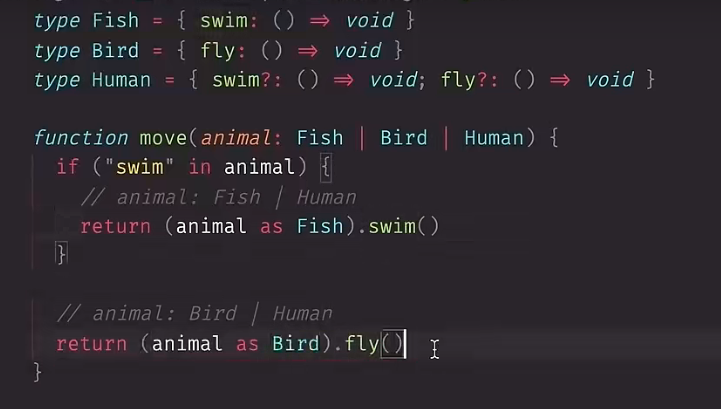 type Fish = { swim: () => void }
type Bird = { fly: () => void }
type Human = { swim?: () => void; fly?: () => void }
function move(animal: Fish | Bird | Human) {
if ("swim" in animal) {
// animal: Fish | Human
return (animal as Fish).swim()
}
// animal: Bird | Human
return (animal as Bird).fly()
}